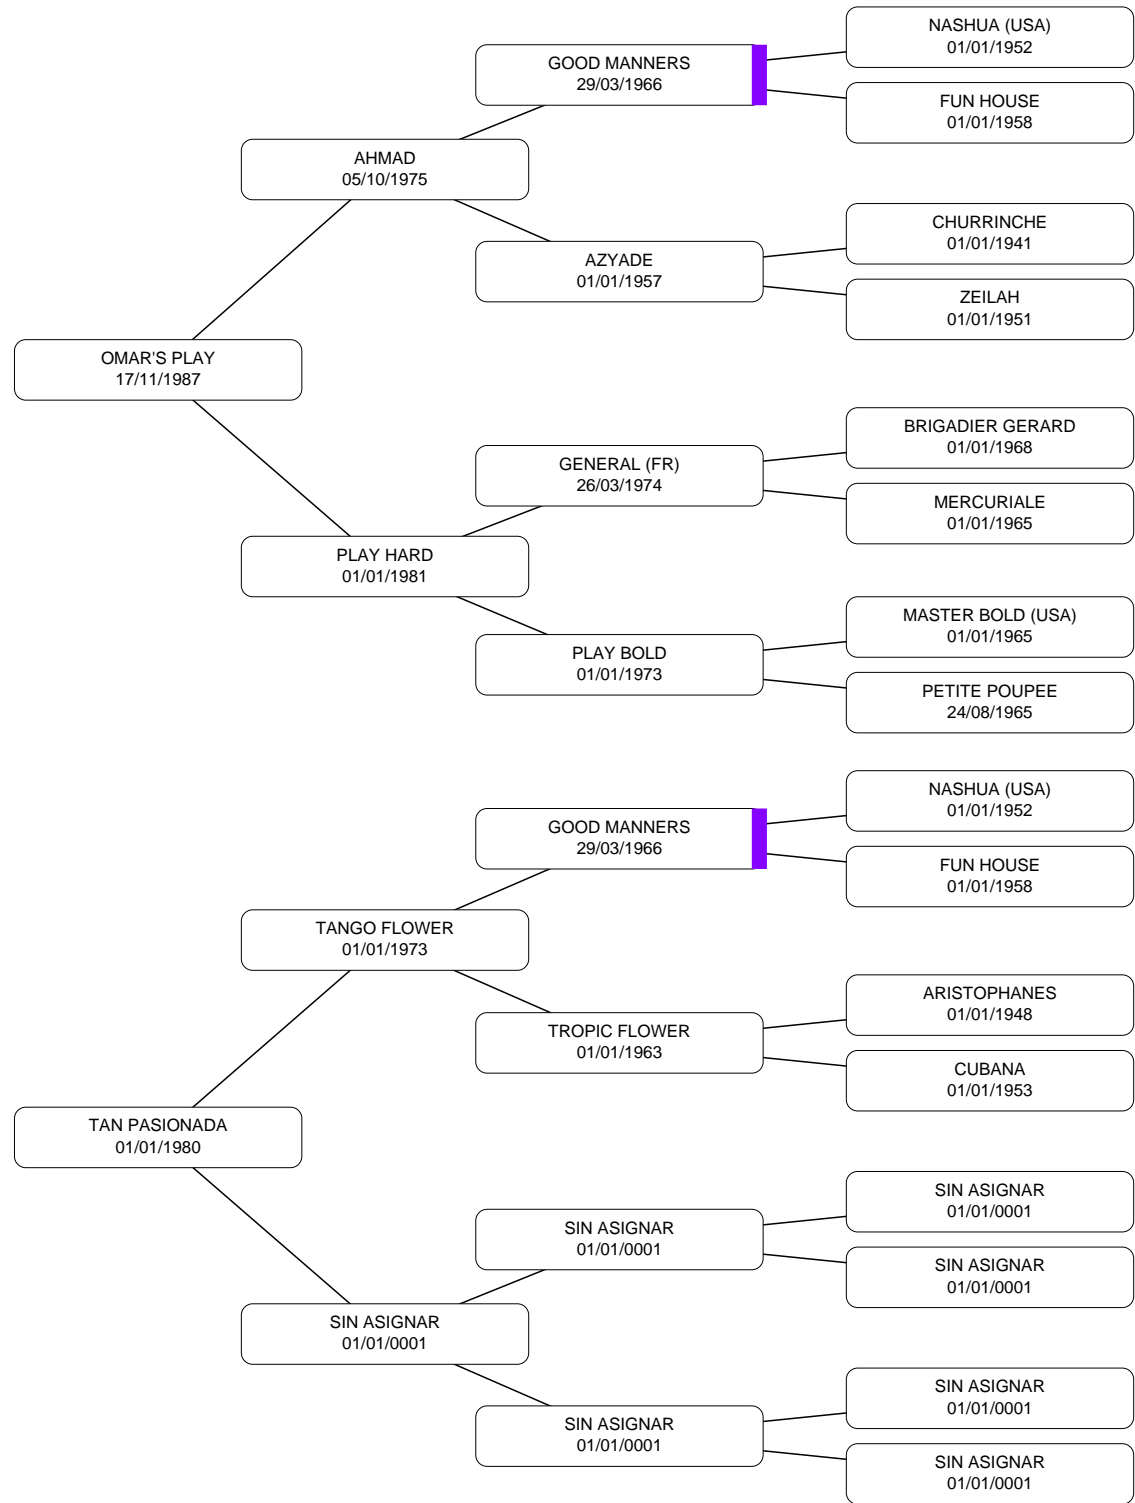 NASHUA (USA)
01/01/1952
GOOD MANNERS
29/03/1966
FUN HOUSE
01/01/1958
AHMAD
05/10/1975
CHURRINCHE
01/01/1941
AZYADE
01/01/1957
ZEILAH
01/01/1951
OMAR'S PLAY
17/11/1987
BRIGADIER GERARD
01/01/1968
GENERAL (FR)
26/03/1974
MERCURIALE
01/01/1965
PLAY HARD
01/01/1981
MASTER BOLD (USA)
01/01/1965
PLAY BOLD
01/01/1973
PETITE POUPEE
24/08/1965
NASHUA (USA)
01/01/1952
GOOD MANNERS
29/03/1966
FUN HOUSE
01/01/1958
TANGO FLOWER
01/01/1973
ARISTOPHANES
01/01/1948
TROPIC FLOWER
01/01/1963
CUBANA
01/01/1953
TAN PASIONADA
01/01/1980
SIN ASIGNAR
01/01/0001
SIN ASIGNAR
01/01/0001
SIN ASIGNAR
01/01/0001
SIN ASIGNAR
01/01/0001
SIN ASIGNAR
01/01/0001
SIN ASIGNAR
01/01/0001
SIN ASIGNAR
01/01/0001